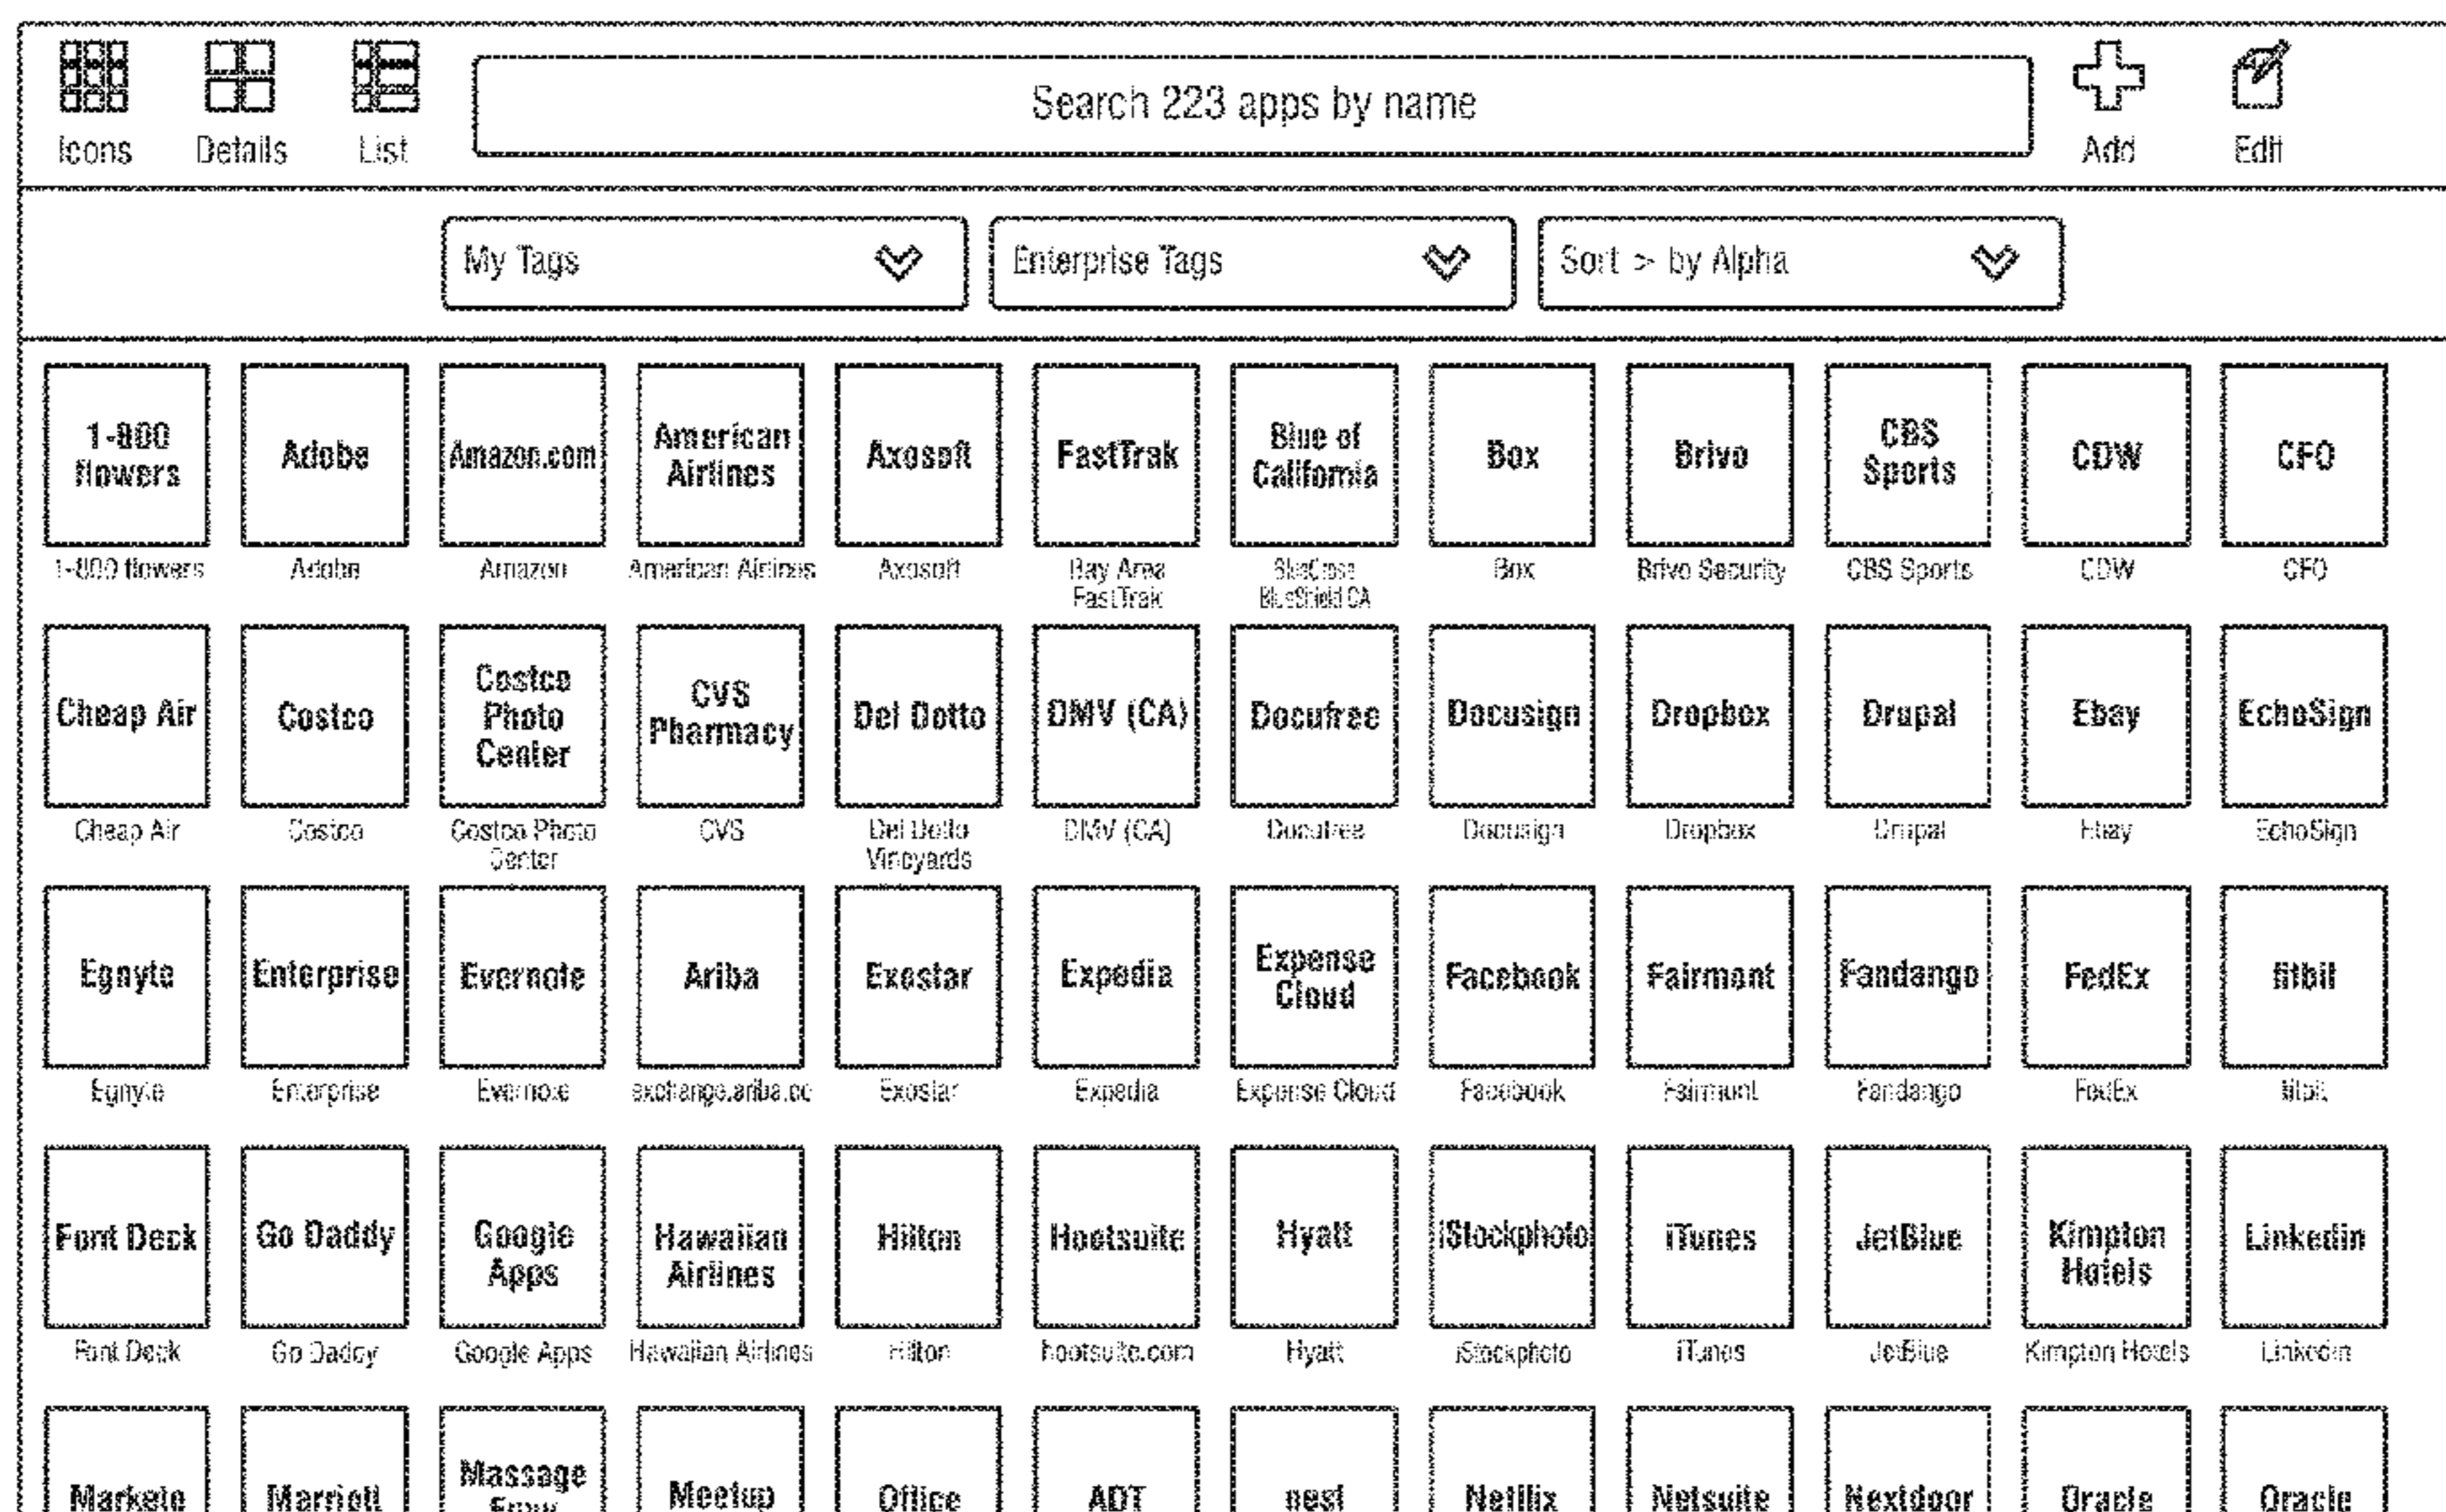 Search 223 apps by name
Icons Details List Add Edit
My Tags Enterprise Tags Sort > by Alpha
1-800 flowers
Adobe
Amazon.com
American Airlines
Axosoft
FastTrak
Blue of California
Box
Brivo
CBS Sports
CDW
CFO
1-800 flowers Adobe Amazon American Airlines Axosoft Bay Area FastTrak BlueCross BlueShield CA Box Brivo Security CBS Sports CDW CFO
Cheap Air
Costco
Costco Photo Center
CVS Pharmacy
Del Dotto
DMV (CA)
Docufree
Docusign
Dropbox
Drupal
Ebay
EchoSign
Cheap Air Costco Costco Photo Center CVS Del Dotto Vineyards DMV (CA) Docufree Docusign Dropbox Drupal Ebay EchoSign
Egnyte
Enterprise
Evernote
Ariba
Exostar
Expedia
Expense Cloud
Facebook
Fairmont
Fandango
FedEx
fitbit
Egnyte Enterprise Evernote exchange.ariba.cc Exostar Expedia Expense Cloud Facebook Fairmont Fandango FedEx fitbit
Font Deck
Go Daddy
Google Apps
Hawaiian Airlines
Hilton
Hootsuite
Hyatt
iStockphoto
iTunes
JetBlue
Kimpton Hotels
Linkedin
Font Deck Go Daddy Google Apps Hawaiian Airlines Hilton hootsuite.com Hyatt iStockphoto iTunes JetBlue Kimpton Hotels Linkedin
Marketo
Marriott
Massage
Meetup
Office
ADT
nest
Netflix
Netsuite
Nextdoor
Oracle
Oracle